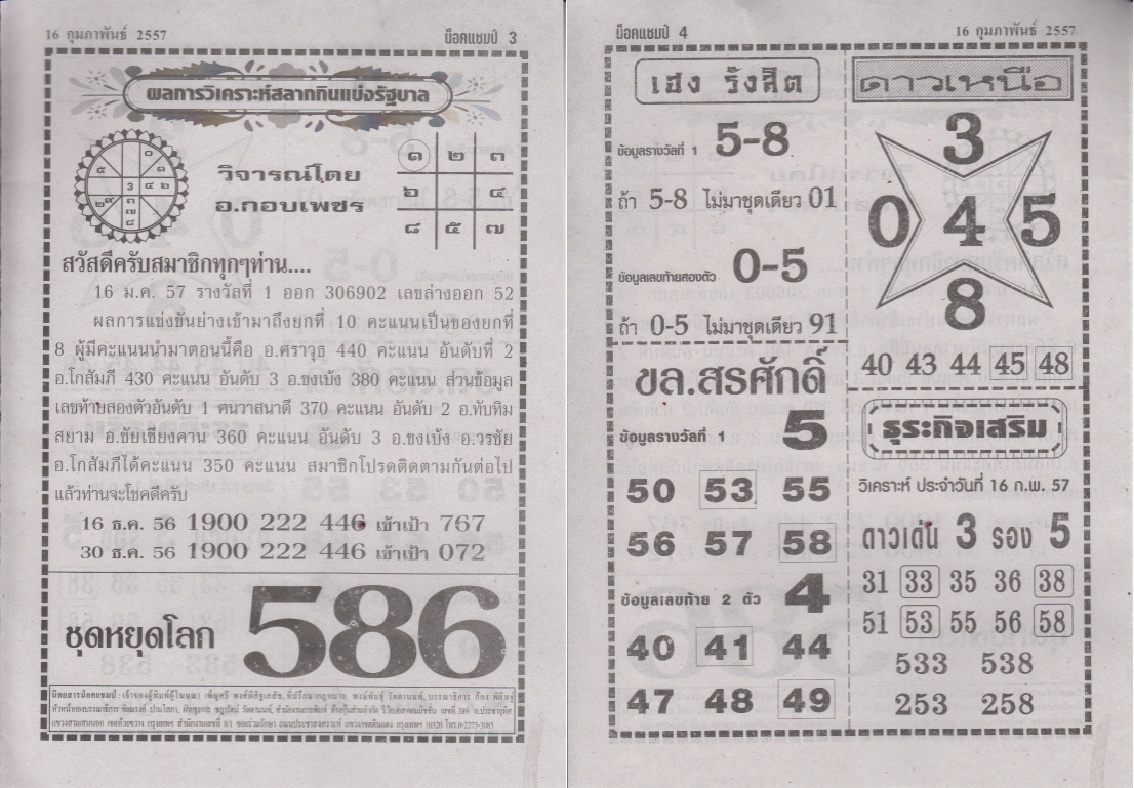 16 กุมภาพันธ์ 2557
น็อคแชมป์ 3
ผลการวิเคราะห์สลากกินแบ่งรัฐบาล
๑ ๒ ๓
วิจารณ์โดย
๖ ๔
อ.กอบเพชร
๘ ๕ ๗
สวัสดีครับสมาชิกทุกๆท่าน....
16 ม.ค. 57 รางวัลที่ 1 ออก 306902 เลขล่างออก 52
ผลการแข่งขันย่างเข้ามาถึงยกที่ 10 คะแนนเป็นของยกที่
8 ผู้มีคะแนนนำมาตอนนี้คือ อ.ศราวุธ 440 คะแนน อันดับที่ 2
อ.โกสัมภี 430 คะแนน อันดับ 3 อ.ขงเบ้ง 380 คะแนน ส่วนข้อมูล
เลขท้ายสองตัวอันดับ 1 ฅนวาสนาดี 370 คะแนน อันดับ 2 อ.ทับทิม
สยาม อ.ชัยเชียงคาน 360 คะแนน อันดับ 3 อ.ขงเบ้ง อ.วรชัย
อ.โกสัมภีได้คะแนน 350 คะแนน สมาชิกโปรดติดตามกันต่อไป
แล้วท่านจะโชคดีครับ
16 ธ.ค. 56 1900 222 446 เข้าเป้า 767
30 ธ.ค. 56 1900 222 446 เข้าเป้า 072
ชุดหยุดโลก 586
น็อคแชมป์ 4
16 กุมภาพันธ์ 2557
เฮง รังสิต
ข้อมูลรางวัลที่ 1 5-8
ถ้า 5-8 ไม่มาชุดเดียว 01
ข้อมูลเลขท้ายสองตัว 0-5
ถ้า 0-5 ไม่มาชุดเดียว 91
ขล.สรศักดิ์
ข้อมูลรางวัลที่ 1 5
50 53 55
56 57 58
ข้อมูลเลขท้าย 2 ตัว 4
40 41 44
47 48 49
ดาวเหนือ
3
0 4 5
8
40 43 44 45 48
ธุระกิจเสริม
วิเคราะห์ ประจำวันที่ 16 ก.พ. 57
ดาวเด่น 3 รอง 5
31 33 35 36 38
51 53 55 56 58
533 538
253 258